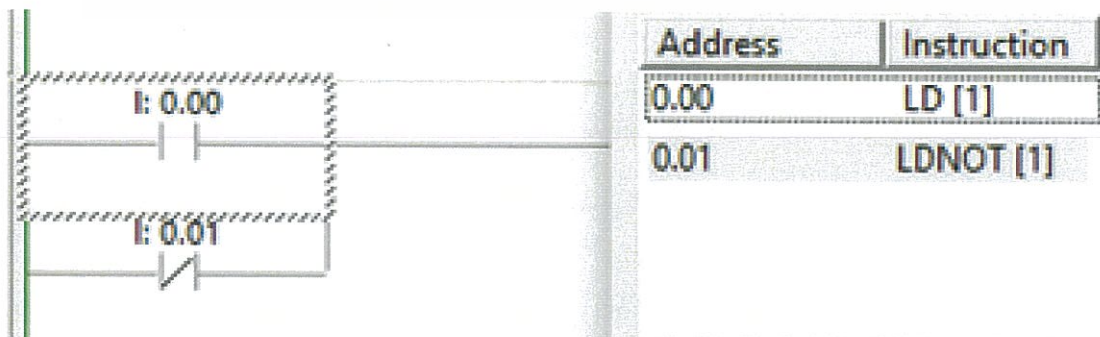 Address Instruction
I: 0.00
0.00 LD [1]
0.01 LDNOT [1]
I: 0.01